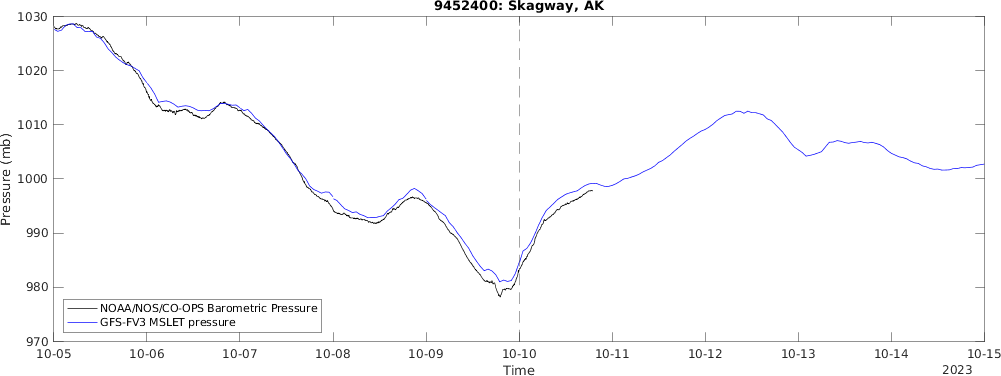 9452400: Skagway, AK
1030
1020
1010
1000
990
980
970
Pressure (mb)
NOAA/NOS/CO-OPS Barometric Pressure
GFS-FV3 MSLET pressure
10-05 10-06 10-07 10-08 10-09 10-10 10-11 10-12 10-13 10-14 10-15
Time
2023